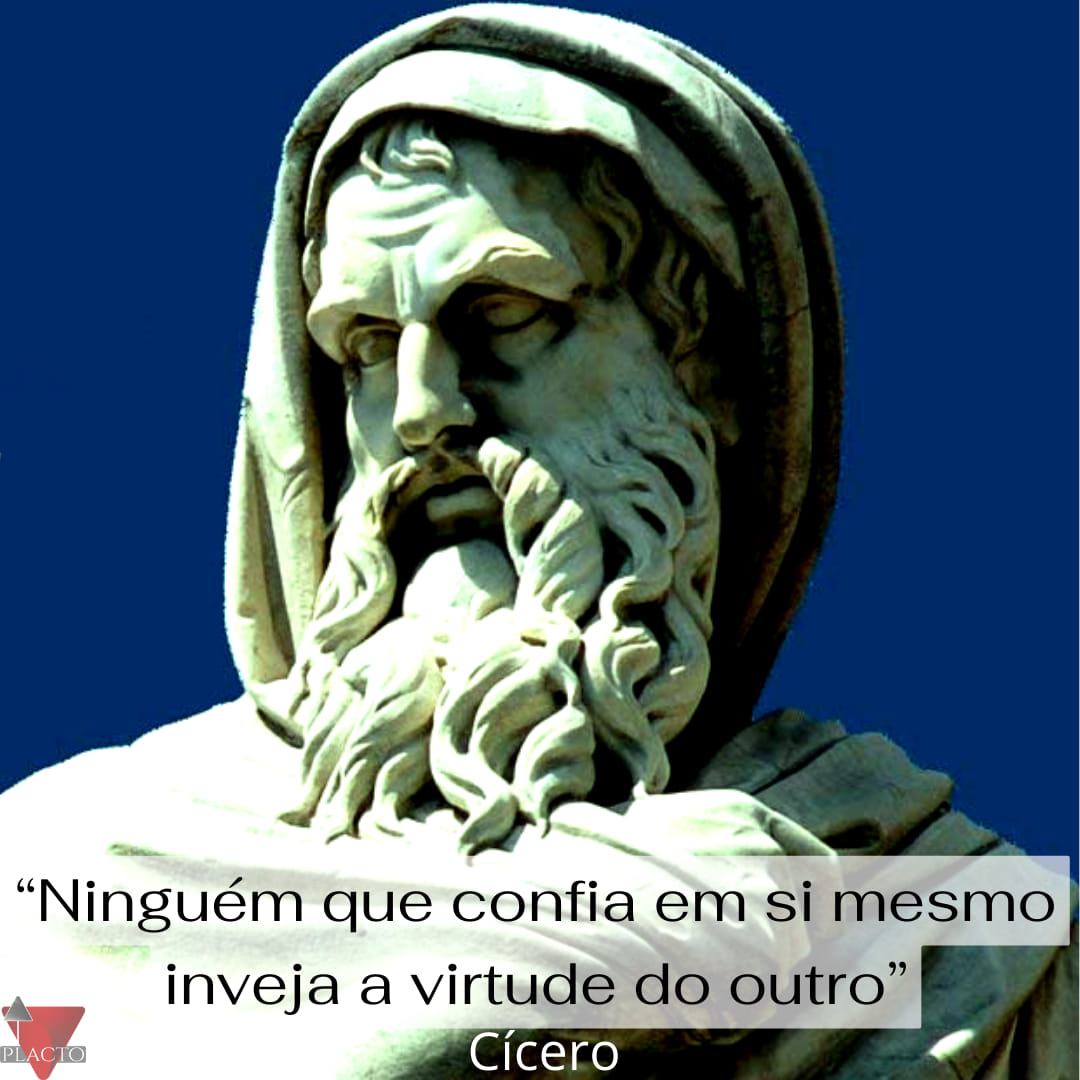 “Ninguém que confia em si mesmo
inveja a virtude do outro”
Cícero
PLACTO